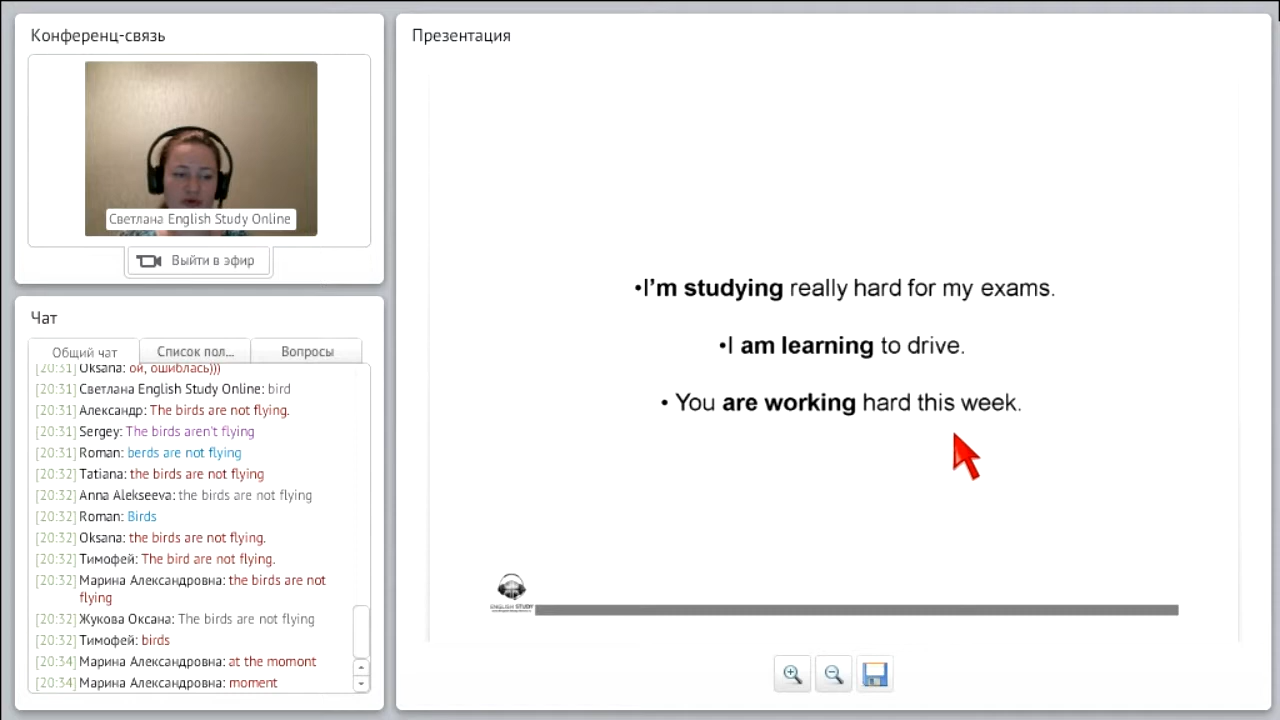 Конференц-связь
Светлана English Study Online
Выйти в эфир
Чат
Общий чат
Список пол...
Вопросы
[20:31] Oksana: ой, ошиблась)))
[20:31] Светлана English Study Online: bird
[20:31] Александр: The birds are not flying.
[20:31] Sergey: The birds aren't flying
[20:31] Roman: berds are not flying
[20:32] Tatiana: the birds are not flying
[20:32] Anna Alekseeva: the birds are not flying
[20:32] Roman: Birds
[20:32] Oksana: the birds are not flying.
[20:32] Тимофей: The bird are not flying.
[20:32] Марина Александровна: the birds are not
flying
[20:32] Жукова Оксана: The birds are not flying
[20:32] Тимофей: birds
[20:34] Марина Александровна: at the momont
[20:34] Марина Александровна: moment
Презентация
•I'm studying really hard for my exams.
•I am learning to drive.
• You are working hard this week.
ENGLISH STUDY